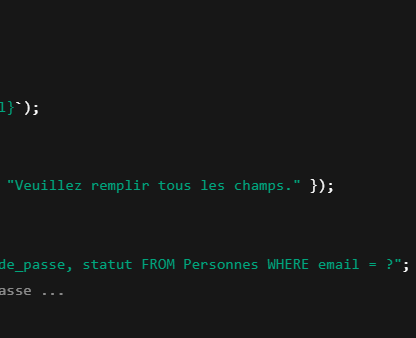 l}`);
"Veuillez remplir tous les champs." });
de_passe, statut FROM Personnes WHERE email = ?";
asse ...